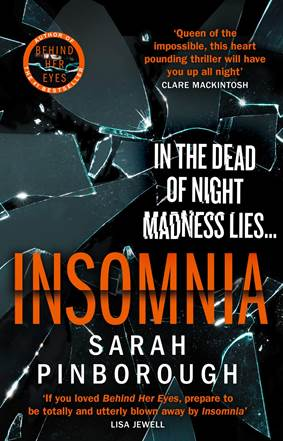 AUTHOR OF
BEHIND
HER
EYES
THE #1 BESTSELLER
‘Queen of the
impossible, this heart
pounding thriller will have
you up all night’
CLARE MACKINTOSH
IN THE DEAD
OF NIGHT
MADNESS LIES...
INSOMNIA
SARAH
PINBOROUGH
‘If you loved Behind Her Eyes, prepare to
be totally and utterly blown away by Insomnia’
LISA JEWELL